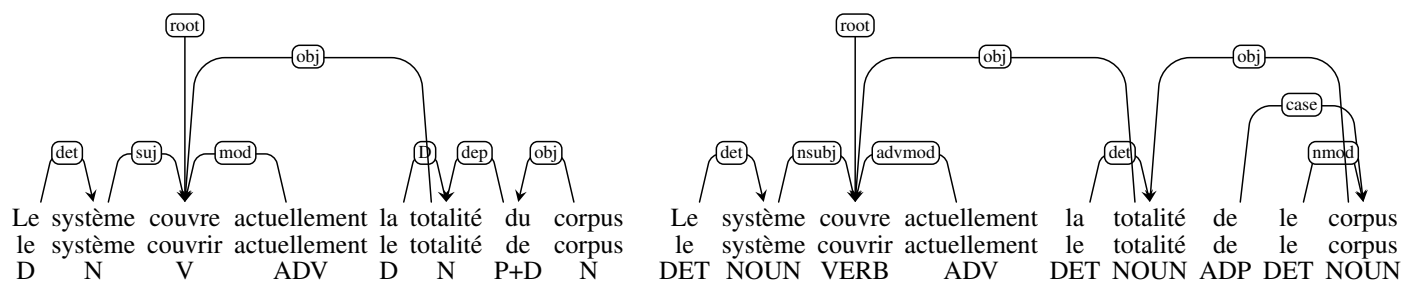 root root
obj obj obj
case
det suj mod D dep obj det nsubj advmod det nmod
Le système couvre actuellement la totalité du corpus Le système couvre actuellement la totalité de le corpus
le système couvrir actuellement le totalité de corpus le système couvrir actuellement le totalité de le corpus
D N V ADV D N P+D N DET NOUN VERB ADV DET NOUN ADP DET NOUN